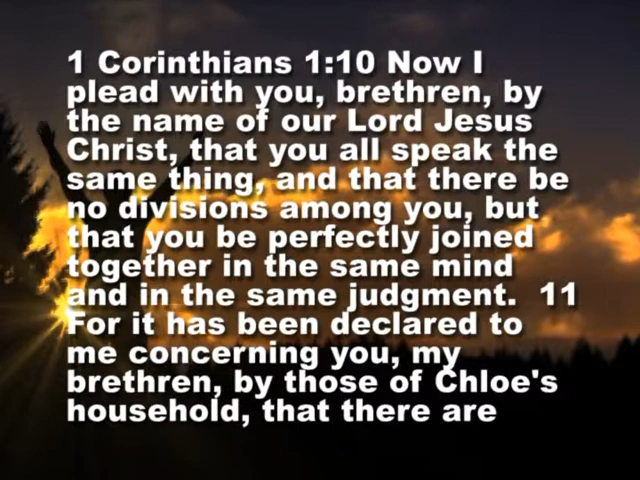 1 Corinthians 1:10 Now I
plead with you, brethren, by
the name of our Lord Jesus
Christ, that you all speak the
same thing, and that there be
no divisions among you, but
that you be perfectly joined
together in the same mind
and in the same judgment.  11
For it has been declared to
me concerning you, my
brethren, by those of Chloe's
household, that there are